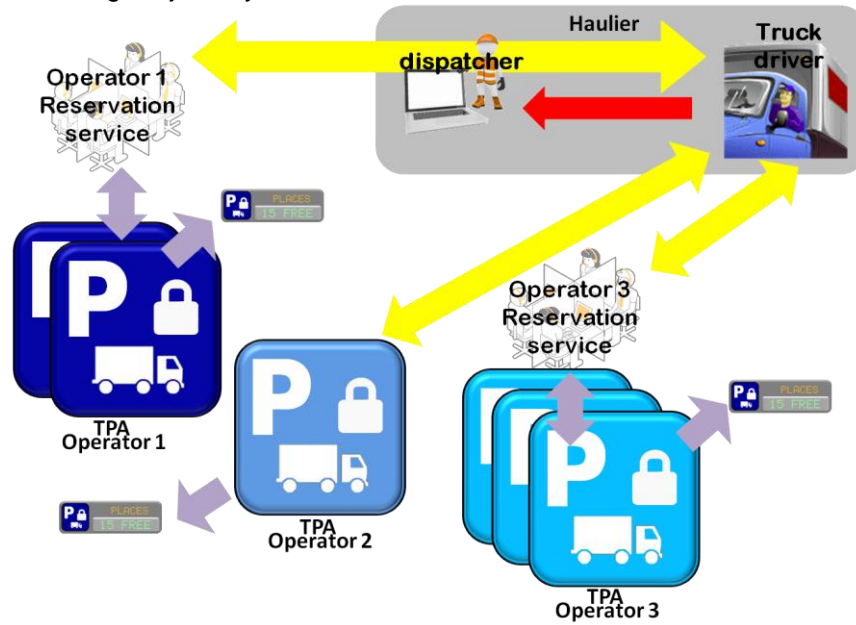 Haulier
Truck
driver
dispatcher
Operator 1
Reservation
service
PLACES
15 FREE
P
P
TPA
Operator 1
Operator 3
Reservation
service
P
TPA
Operator 2
P
PLACES
15 FREE
P
PLACES
15 FREE
P
P
P
P
TPA
Operator 3